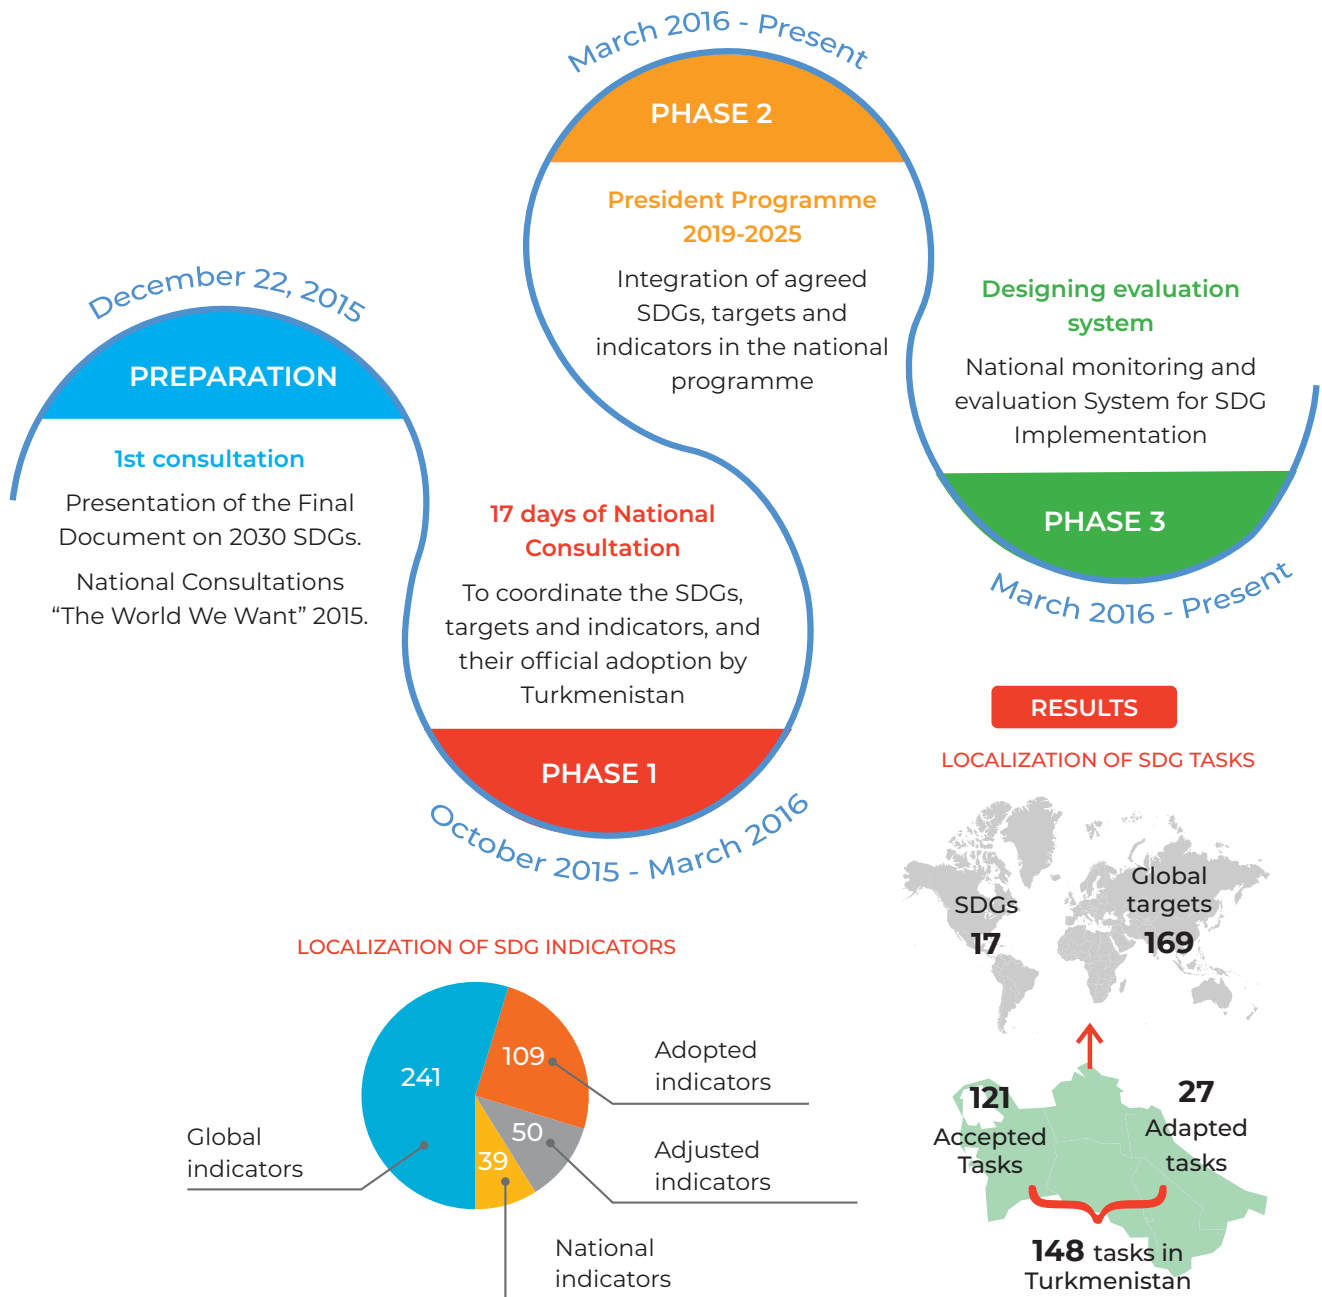 December 22, 2015
PREPARATION
1st consultation
Presentation of the Final
Document on 2030 SDGs.
National Consultations
“The World We Want” 2015.
17 days of National
Consultation
To coordinate the SDGs,
targets and indicators, and
their official adoption by
Turkmenistan
PHASE 1
October 2015 - March 2016
March 2016 - Present
PHASE 2
President Programme
2019-2025
Integration of agreed
SDGs, targets and
indicators in the national
programme
Designing evaluation
system
National monitoring and
evaluation System for SDG
Implementation
PHASE 3
March 2016 - Present
RESULTS
LOCALIZATION OF SDG TASKS
SDGs
17
Global
targets
169
121
Accepted
Tasks
27
Adapted
tasks
148 tasks in
Turkmenistan
LOCALIZATION OF SDG INDICATORS
241
109
50
39
Global
indicators
Adopted
indicators
Adjusted
indicators
National
indicators